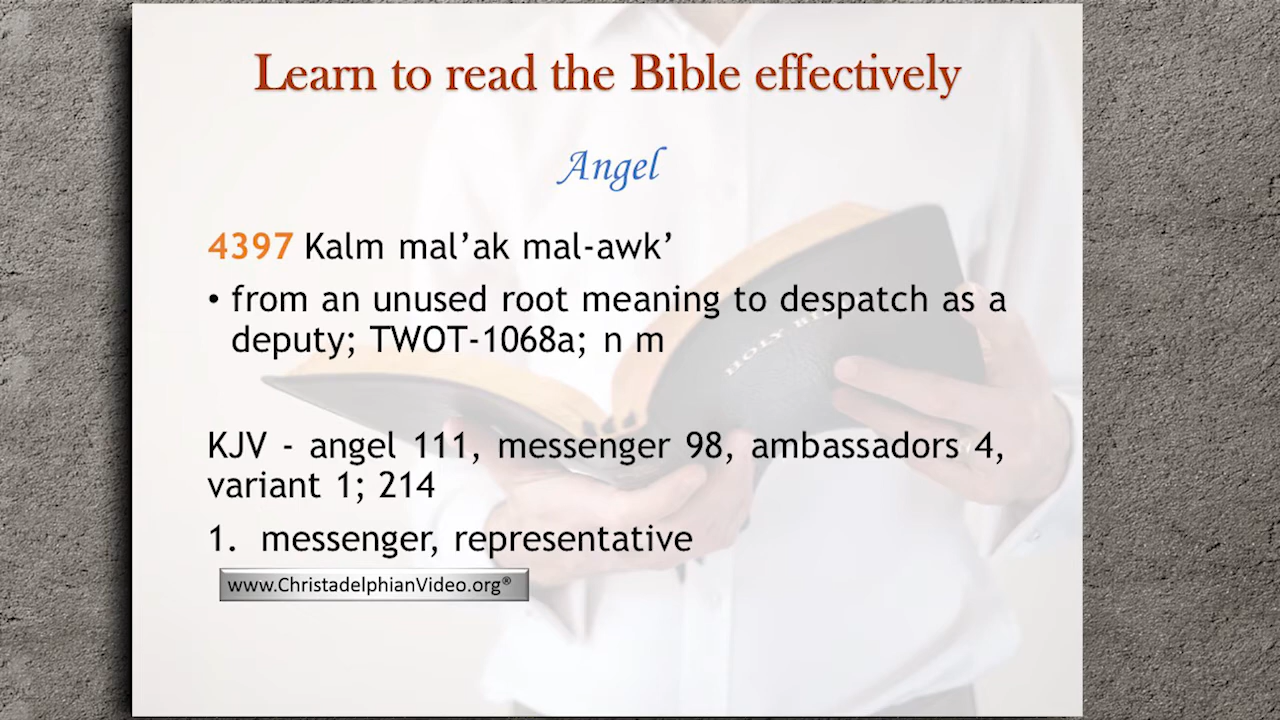 Learn to read the Bible effectively
Angel
4397 Kalm mal’ak mal-awk’
• from an unused root meaning to despatch as a
deputy; TWOT-1068a; n m
HOLY BI
KJV - angel 111, messenger 98, ambassadors 4,
variant 1; 214
1. messenger, representative
www.ChristadelphianVideo.org®